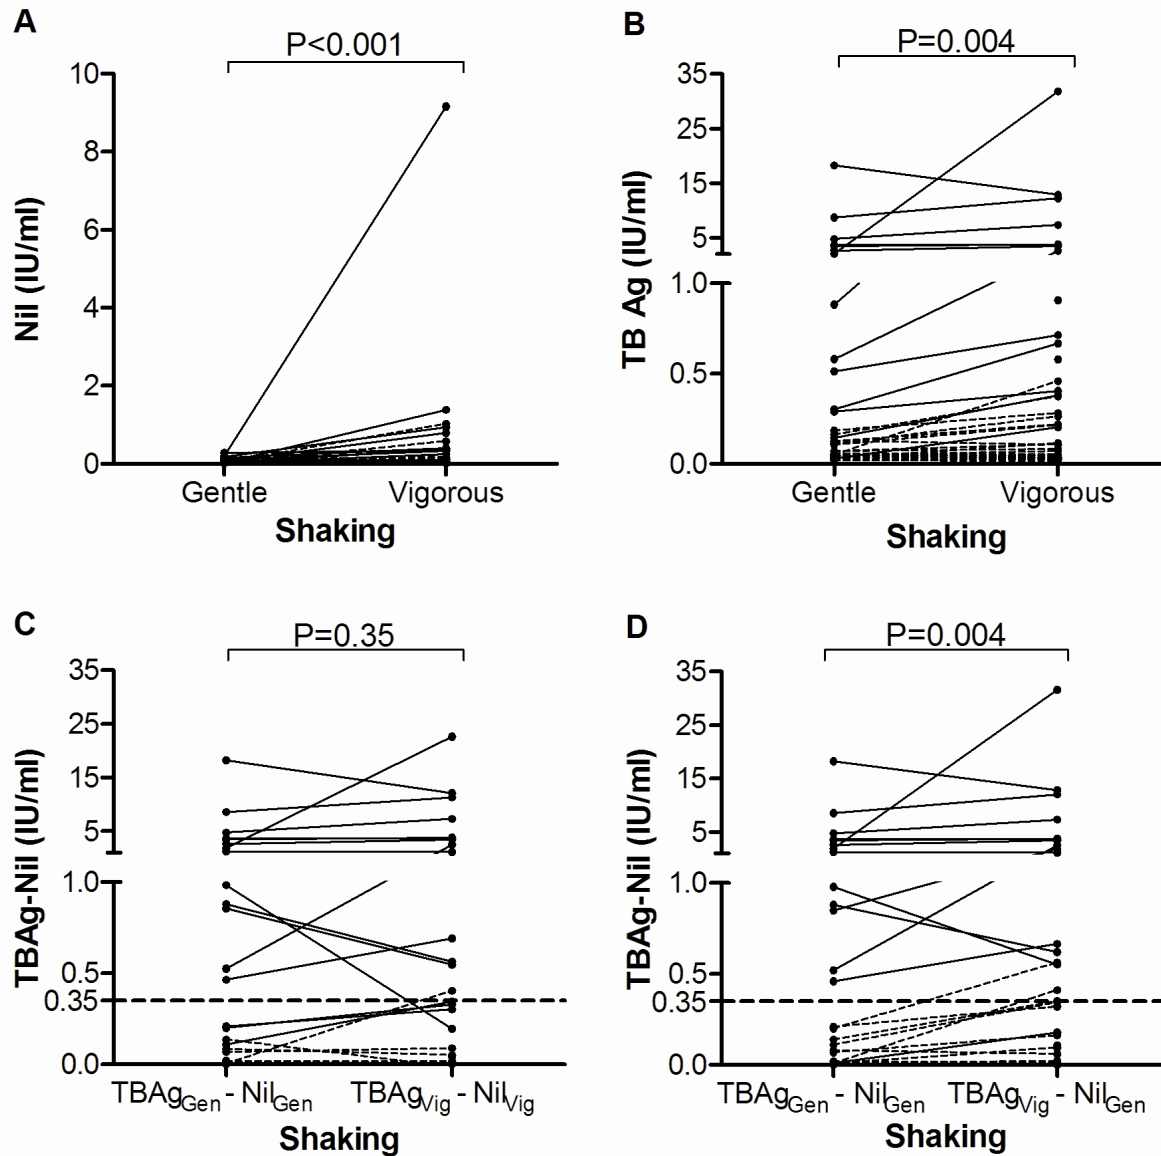 A
P<0.001
10
8
6
4
2
0
Nil (IU/ml)
Gentle
Vigorous
Shaking
B
P=0.004
35
25
15
5
1.0
0.5
0.0
TB Ag (IU/ml)
Gentle
Vigorous
Shaking
C
P=0.35
35
25
15
5
1.0
0.5
0.35
0.0
TBAg-Nil (IU/ml)
TBAgGen - NilGen
TBAgVig - NilVig
Shaking
D
P=0.004
35
25
15
5
1.0
0.5
0.35
0.0
TBAg-Nil (IU/ml)
TBAgGen - NilGen
TBAgVig - NilGen
Shaking